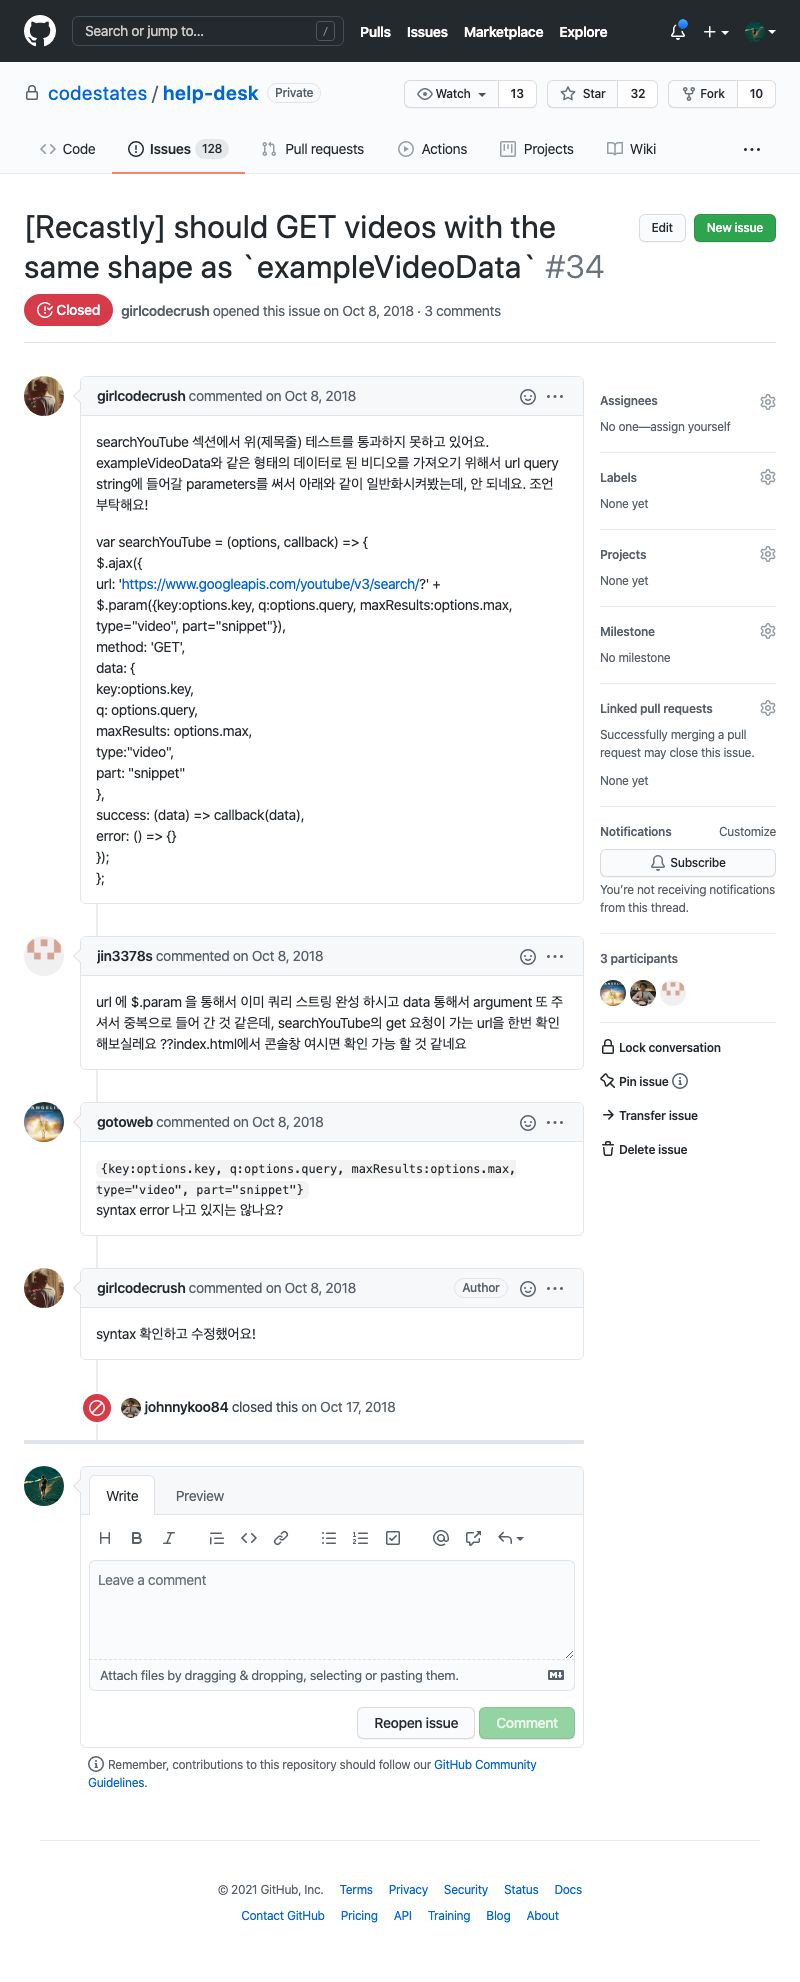 Search or jump to... /
Pulls Issues Marketplace Explore
codestates / help-desk Private
Watch 13 Star 32 Fork 10
Code Issues 128 Pull requests Actions Projects Wiki
[Recastly] should GET videos with the
same shape as `exampleVideoData` #34
Edit New issue
Closed girlcodecrush opened this issue on Oct 8, 2018 · 3 comments
girlcodecrush commented on Oct 8, 2018
searchYouTube 섹션에서 위(제목줄) 테스트를 통과하지 못하고 있어요.
exampleVideoData와 같은 형태의 데이터로 된 비디오를 가져오기 위해서 url query
string에 들어갈 parameters를 써서 아래와 같이 일반화시켜봤는데, 안 되네요. 조언
부탁해요!
var searchYouTube = (options, callback) => {
$.ajax({
url: 'https://www.googleapis.com/youtube/v3/search/?' +
$.param({key:options.key, q:options.query, maxResults:options.max,
type="video", part="snippet"}),
method: 'GET',
data: {
key:options.key,
q: options.query,
maxResults: options.max,
type:"video",
part: "snippet"
},
success: (data) => callback(data),
error: () => {}
});
};
jin3378s commented on Oct 8, 2018
url 에 $.param 을 통해서 이미 쿼리 스트링 완성 하시고 data 통해서 argument 또 주
셔서 중복으로 들어 간 것 같은데, searchYouTube의 get 요청이 가는 url을 한번 확인
해보실레요 ??index.html에서 콘솔창 여시면 확인 가능 할 것 같네요
gotoweb commented on Oct 8, 2018
{key:options.key, q:options.query, maxResults:options.max,
type="video", part="snippet"}
syntax error 나고 있지는 않나요?
girlcodecrush commented on Oct 8, 2018 Author
syntax 확인하고 수정했어요!
johnnykoo84 closed this on Oct 17, 2018
Write Preview
H B I
Leave a comment
Attach files by dragging & dropping, selecting or pasting them.
Reopen issue Comment
Remember, contributions to this repository should follow our GitHub Community
Guidelines.
Assignees
No one—assign yourself
Labels
None yet
Projects
None yet
Milestone
No milestone
Linked pull requests
Successfully merging a pull
request may close this issue.
None yet
Notifications Customize
Subscribe
You're not receiving notifications
from this thread.
3 participants
Lock conversation
Pin issue
Transfer issue
Delete issue
© 2021 GitHub, Inc. Terms Privacy Security Status Docs
Contact GitHub Pricing API Training Blog About